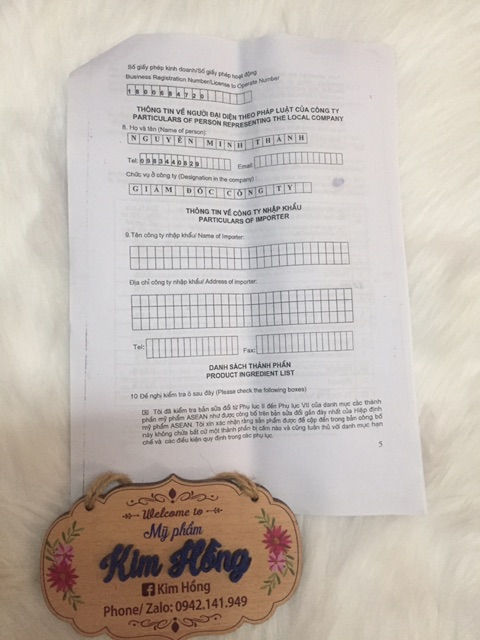 Số giấy phép kinh doanh/Số giấy phép hoạt động
Business Registration Number/License to Operate Number
1800684720
THÔNG TIN VỀ NGƯỜI ĐẠI DIỆN THEO PHÁP LUẬT CỦA CÔNG TY
PARTICULARS OF PERSON REPRESENTING THE LOCAL COMPANY
8. Họ và tên (Name of person):
NGUYỄN MINH THÀNH
Tel: 0983440829 Email:
Chức vụ ở công ty (Designation in the company) :
GIÁM ĐỐC CÔNG TY
THÔNG TIN VỀ CÔNG TY NHẬP KHẨU
PARTICULARS OF IMPORTER
9.Tên công ty nhập khẩu/ Name of Importer:
Địa chỉ công ty nhập khẩu/ Address of importer:
Tel: Fax:
DANH SÁCH THÀNH PHẦN
PRODUCT INGREDIENT LIST
10 Đề nghị kiểm tra ô sau đây (Please check the following boxes)
Tôi đã kiểm tra bản sửa đổi từ Phụ lục II đến Phụ lục VII của danh mục các thành
phần mỹ phẩm ASEAN như được công bố trên bản sửa đổi gần đây nhất của Hiệp định
mỹ phẩm ASEAN. Tôi xin xác nhận rằng sản phẩm được đề cập đến trong bản công bố
này không chứa bất cứ một thành phần bị cấm nào và cũng tuân thủ với danh mục hạn
chế và các điều kiện quy định trong các phụ lục.
5
Welcome to
Mỹ phẩm
Kim Hồng
Kim Hồng
Phone/ Zalo: 0942.141.949